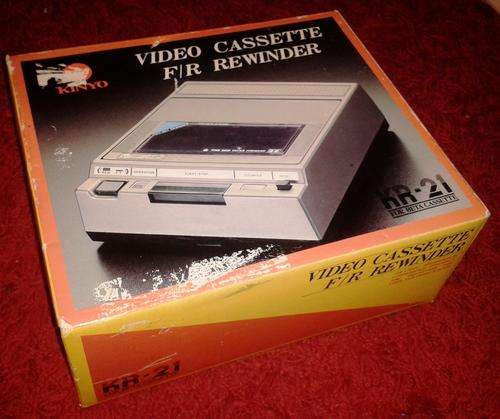 VIDEO CASSETTE
F/R REWINDER
KINYO
KR-21
FOR BETA CASSETTE
VIDEO CASSETTE
F/R REWINDER
KR-21